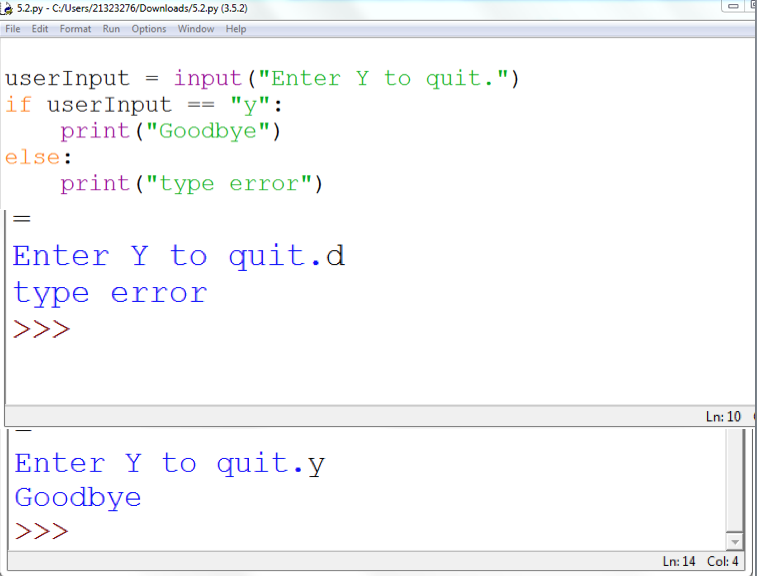 5.2.py - C:/Users/21323276/Downloads/5.2.py (3.5.2)
File Edit Format Run Options Window Help
userInput = input("Enter Y to quit.")
if userInput == "y":
    print("Goodbye")
else:
    print("type error")
=
Enter Y to quit.d
type error
>>>
Ln: 10
Enter Y to quit.y
Goodbye
>>>
Ln: 14 Col: 4